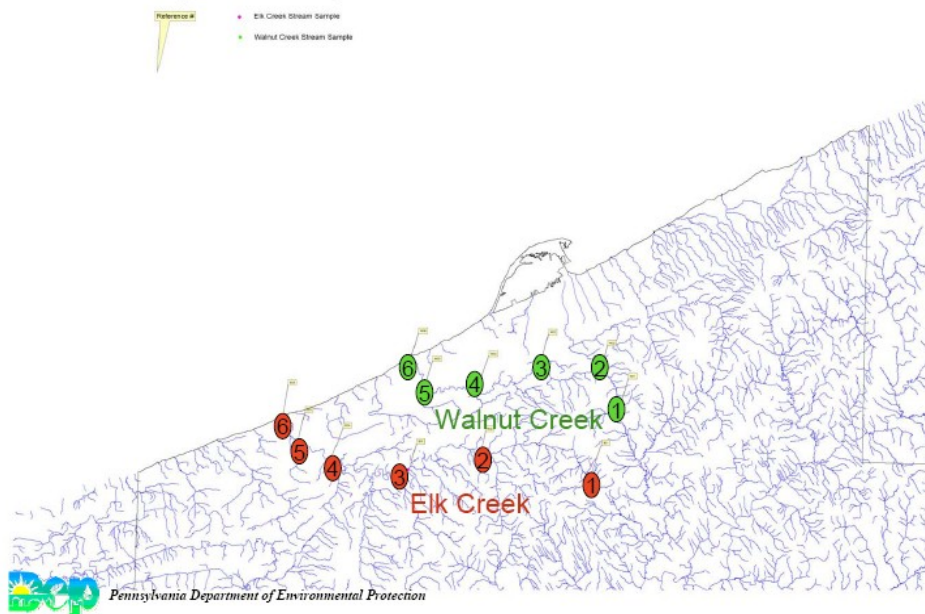 Reference #
Elk Creek Stream Sample
Walnut Creek Stream Sample
6
5
4
3
2
1
Walnut Creek
6
5
4
3
2
1
Elk Creek
Dep
Pennsylvania Department of Environmental Protection